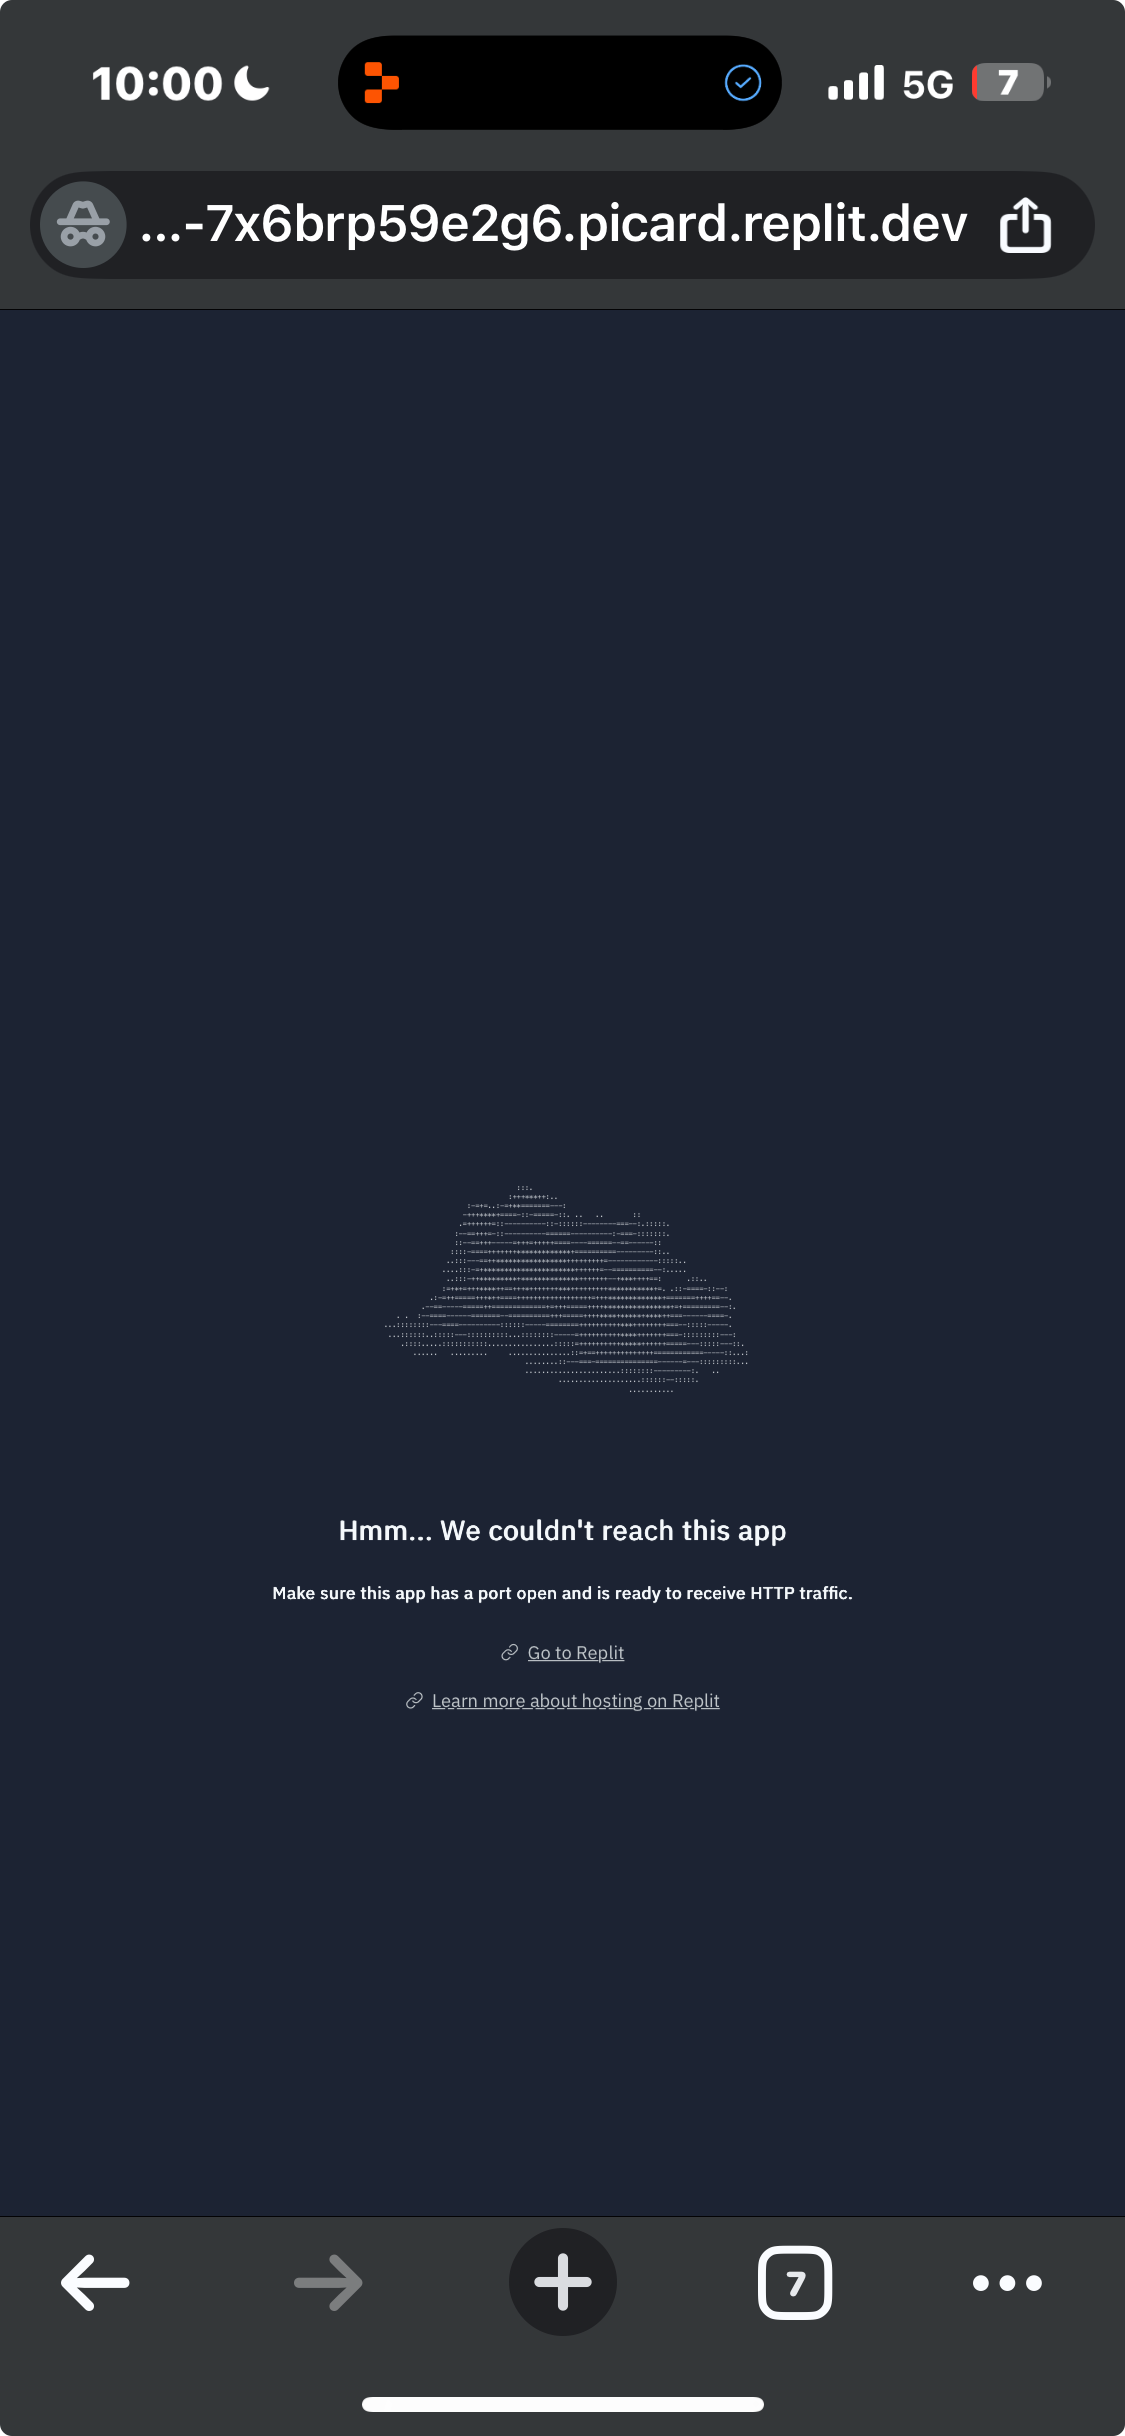 10:00
5G
7
...-7x6brp59e2g6.picard.replit.dev
Hmm... We couldn't reach this app
Make sure this app has a port open and is ready to receive HTTP traffic.
Go to Replit
Learn more about hosting on Replit
7